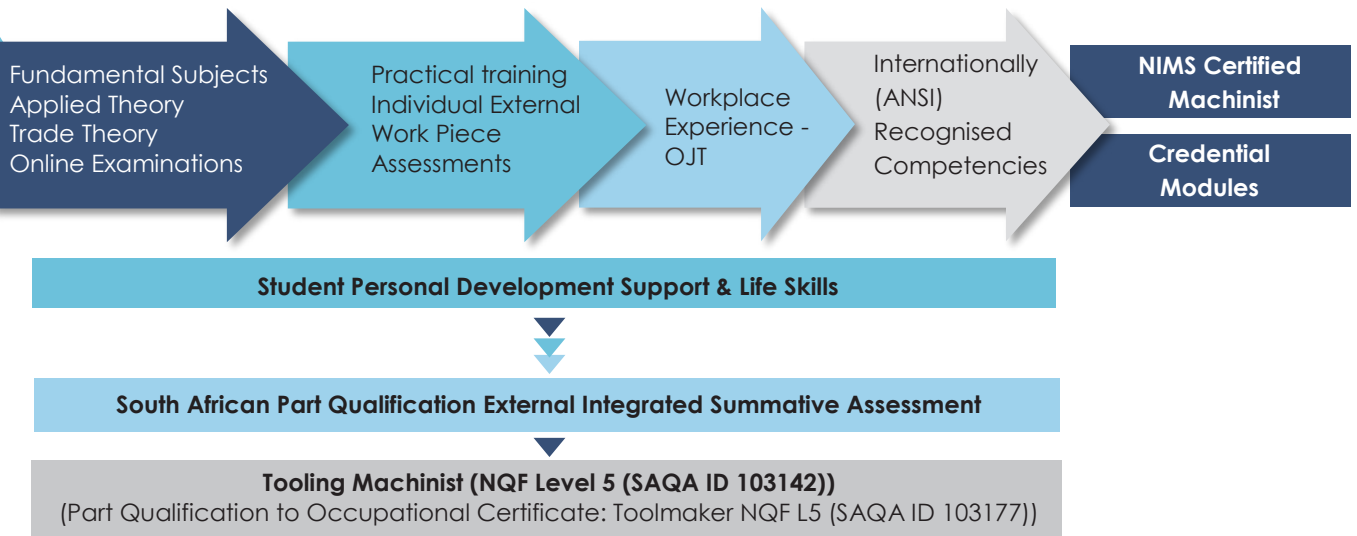 Fundamental Subjects
Applied Theory
Trade Theory
Online Examinations
Practical training
Individual External
Work Piece
Assessments
Workplace
Experience -
OJT
Internationally
(ANSI)
Recognised
Competencies
NIMS Certified
Machinist
Credential
Modules
Student Personal Development Support & Life Skills
South African Part Qualification External Integrated Summative Assessment
Tooling Machinist (NQF Level 5 (SAQA ID 103142))
(Part Qualification to Occupational Certificate: Toolmaker NQF L5 (SAQA ID 103177))